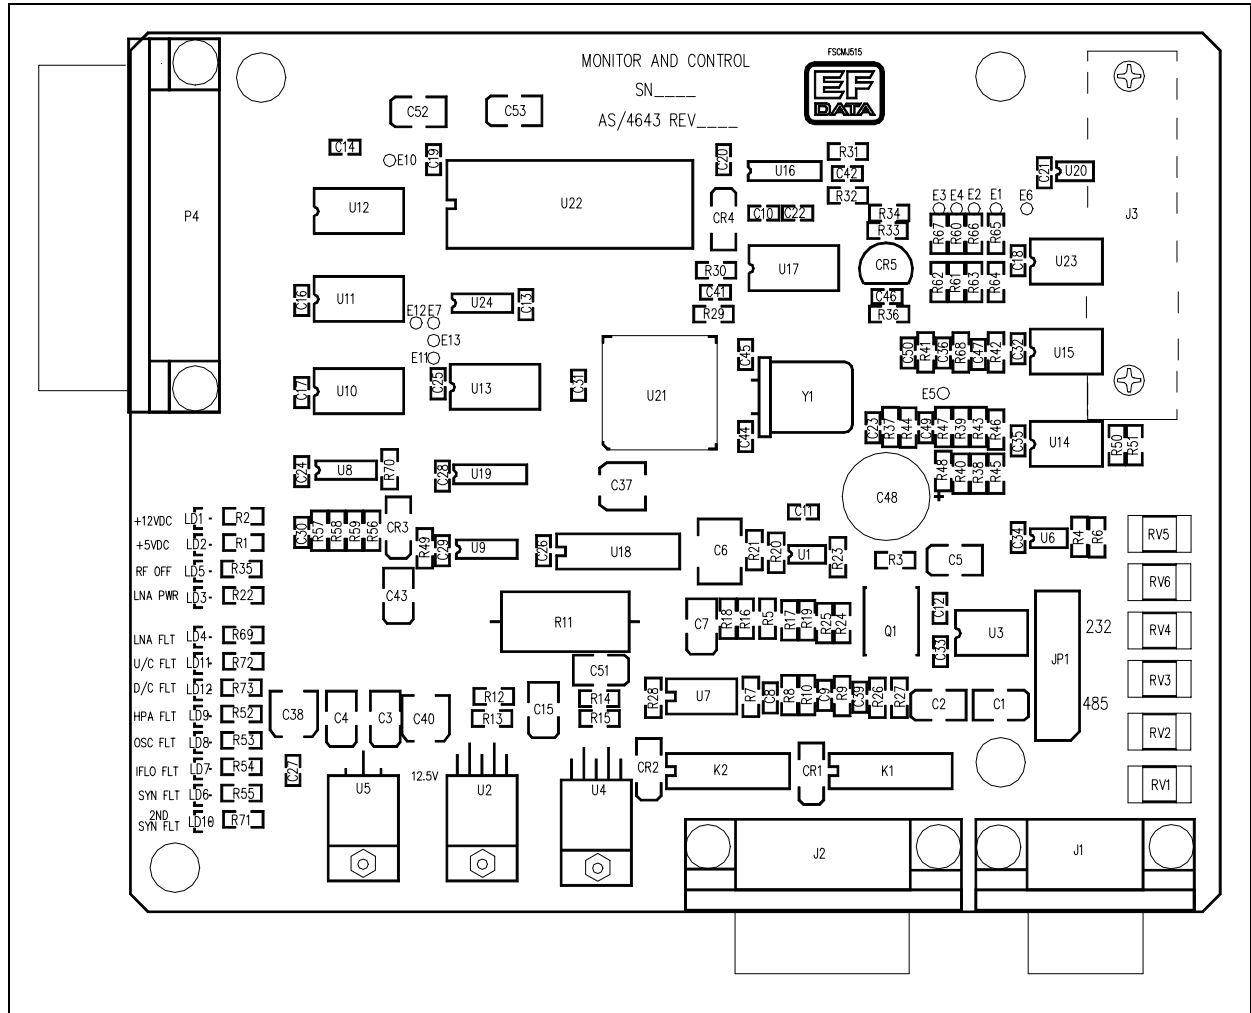 FSCMJ515
MONITOR AND CONTROL
EF
DATA
SN____
AS/4643 REV____
C52
C53
C14
E10
C19
C20
U16
R31
C42
R32
C21
U20
P4
U12
U22
CR4
C10
C22
R34
R33
E3
E4
E2
E1
E6
J3
R67
R60
R66
R65
C18
U23
R30
U17
CR5
R62
R61
R63
R64
C16
U11
U24
C13
C41
R29
C46
R36
E12
E7
E13
E11
C50
R41
C36
R68
C47
R42
C32
U15
C17
U10
C25
U13
C31
U21
C45
Y1
E5
C44
C23
R37
R44
C49
R47
R39
R43
R46
C35
U14
R50
R51
C24
U8
R70
C28
U19
C37
C48
+
R48
R40
R38
R45
+12VDC
LD1
R2
C30
R57
R58
R59
R56
CR3
R49
C29
U9
C26
U18
C6
R21
R20
C11
U1
R23
R3
C5
C34
U6
R4
R6
RV5
+5VDC
LD2
R1
RF OFF
LD5
R35
LNA PWR
LD3
R22
C43
R11
C7
R18
R16
R5
R17
R19
R25
R24
Q1
C12
C33
U3
232
JP1
485
RV6
RV4
RV3
RV2
RV1
LNA FLT
LD4
R69
U/C FLT
LD11
R72
D/C FLT
LD12
R73
HPA FLT
LD9
R52
OSC FLT
LD8
R53
IFLO FLT
LD7
R54
SYN FLT
LD6
R55
2ND
SYN FLT
LD10
R71
C38
C4
C3
C40
C27
R12
R13
C15
C51
R14
R15
R28
U7
R7
C8
R8
R10
C9
R9
C39
R26
R27
C2
C1
12.5V
U5
U2
U4
CR2
K2
CR1
K1
J2
J1